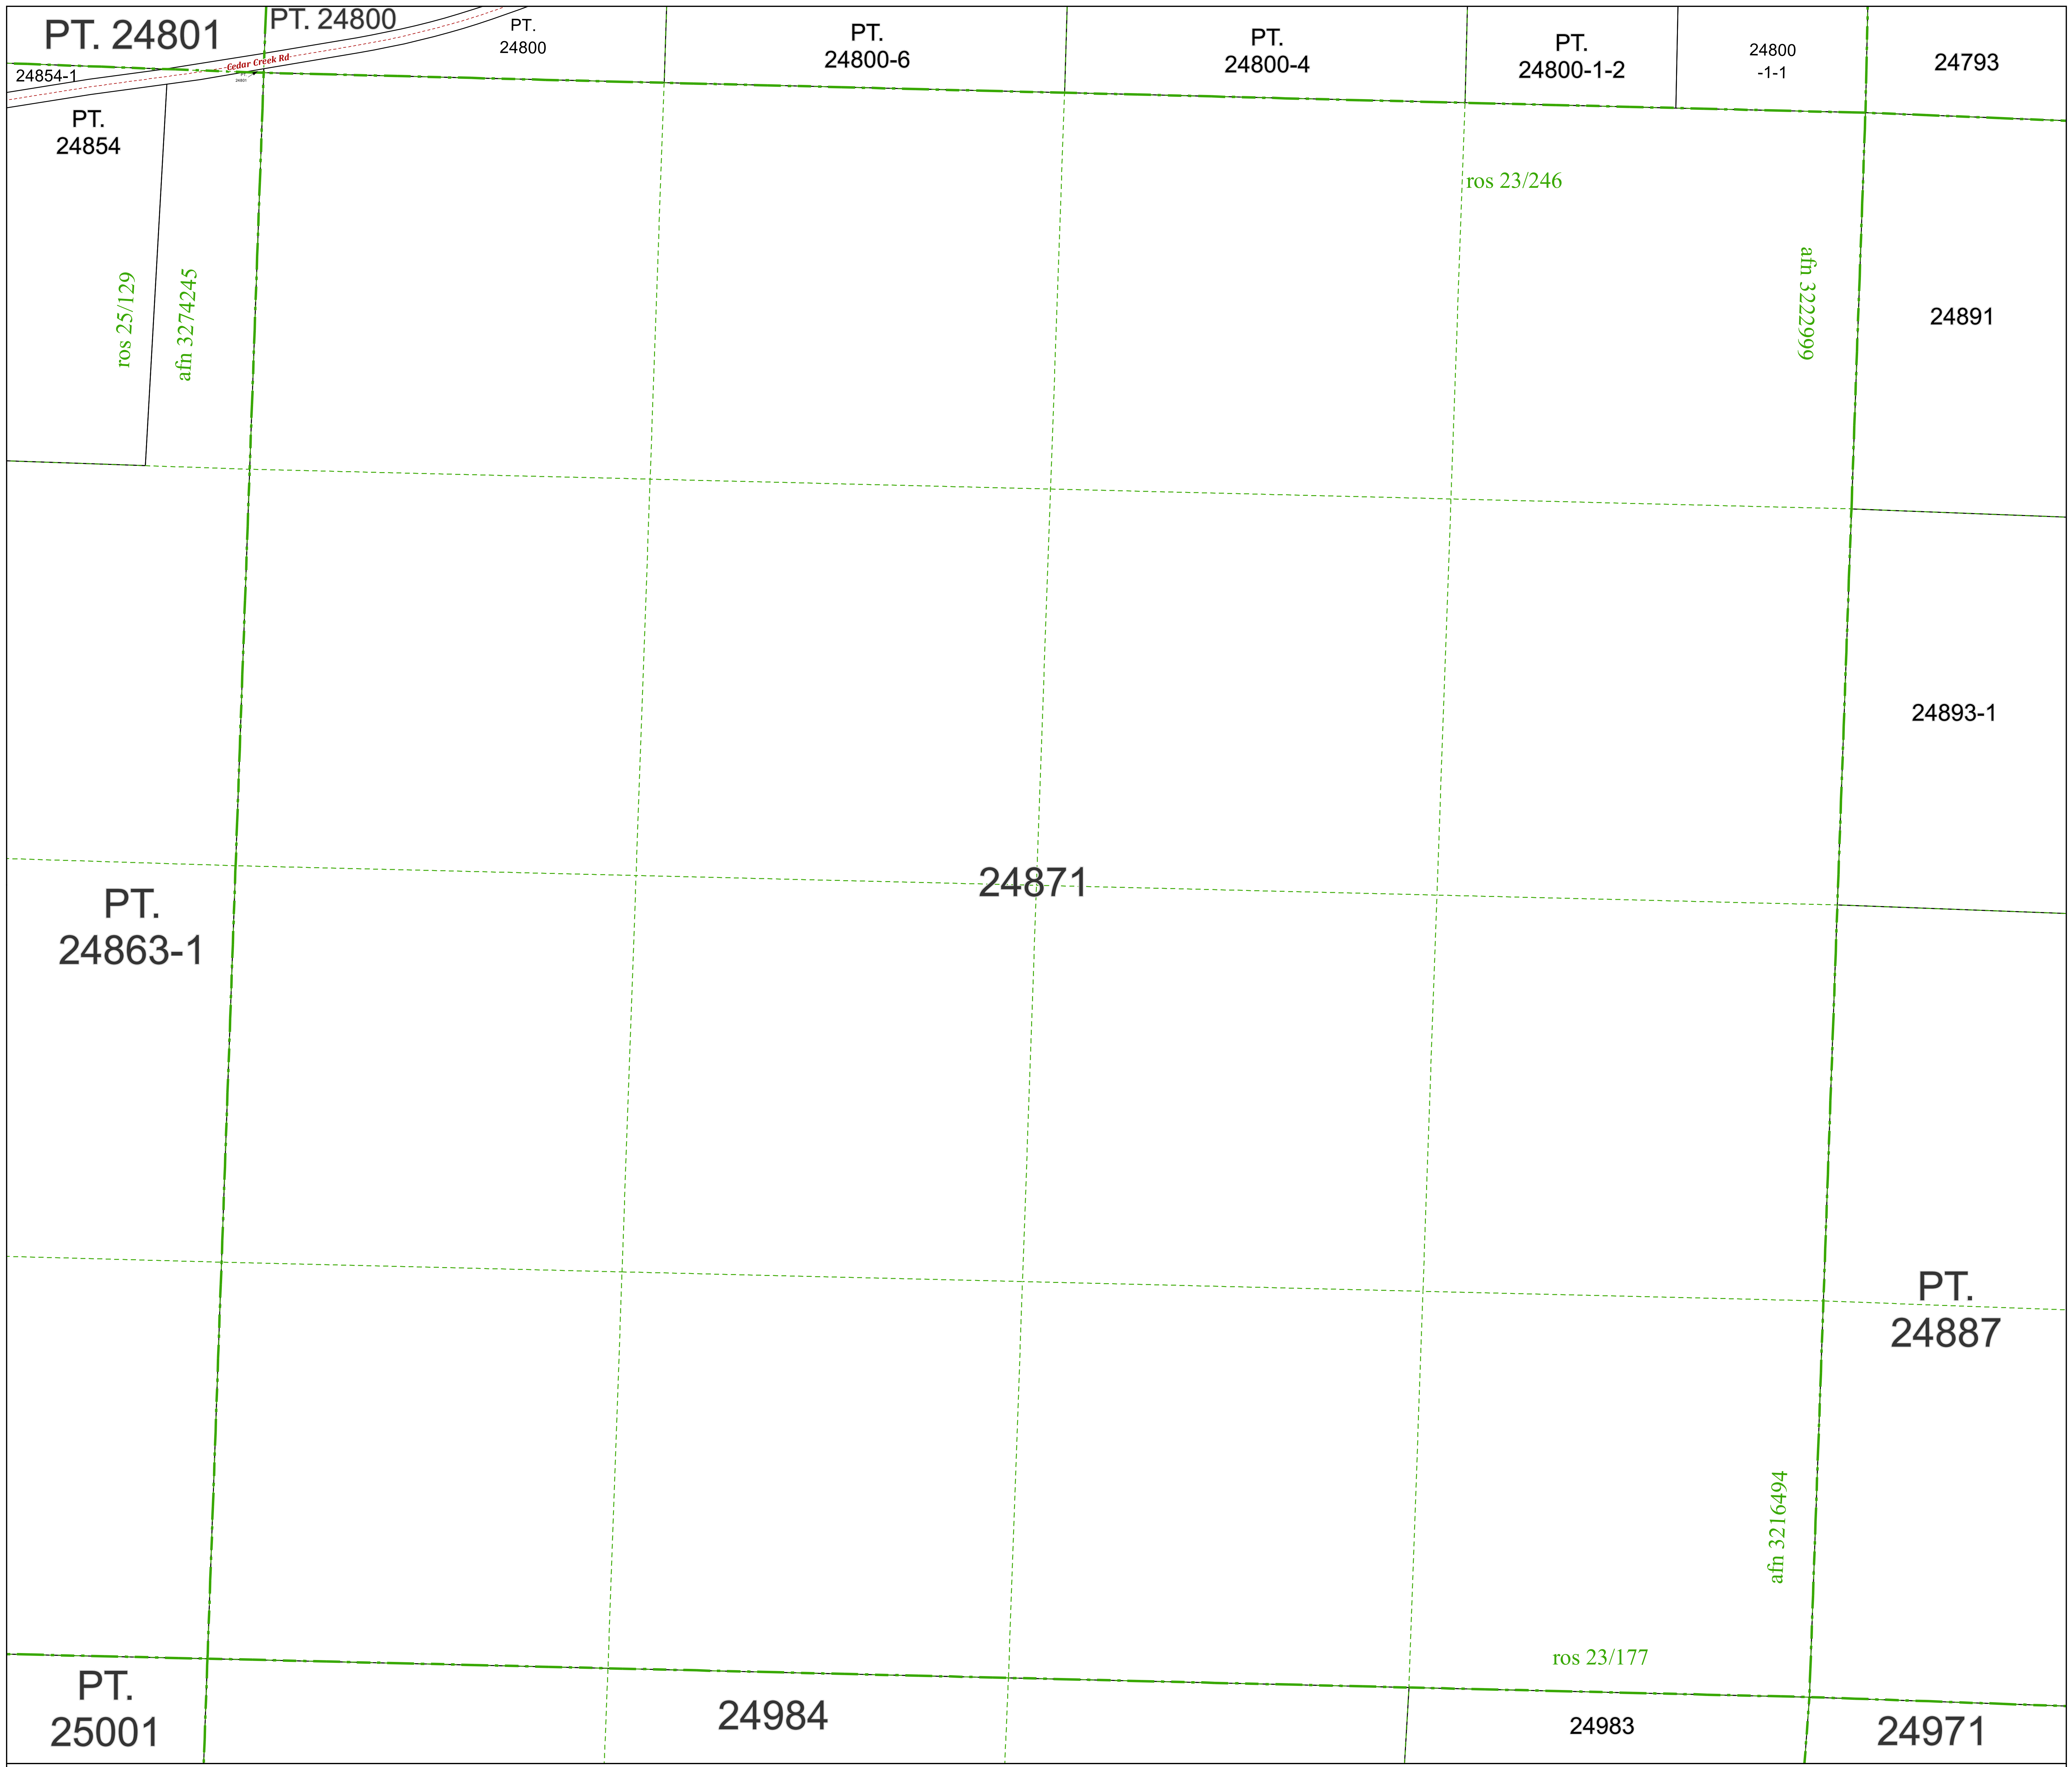 PT. 24801
PT. 24800
PT.
24800
PT.
24800-6
PT.
24800-4
PT.
24800-1-2
24800
-1-1
24793
24854-1
Cedar Creek Rd
PT.
24854
ros 23/246
ros 25/129
afn 3274245
afn 3222999
24891
24893-1
24871
PT.
24863-1
PT.
24887
afn 3216494
ros 23/177
PT.
25001
24984
24983
24971